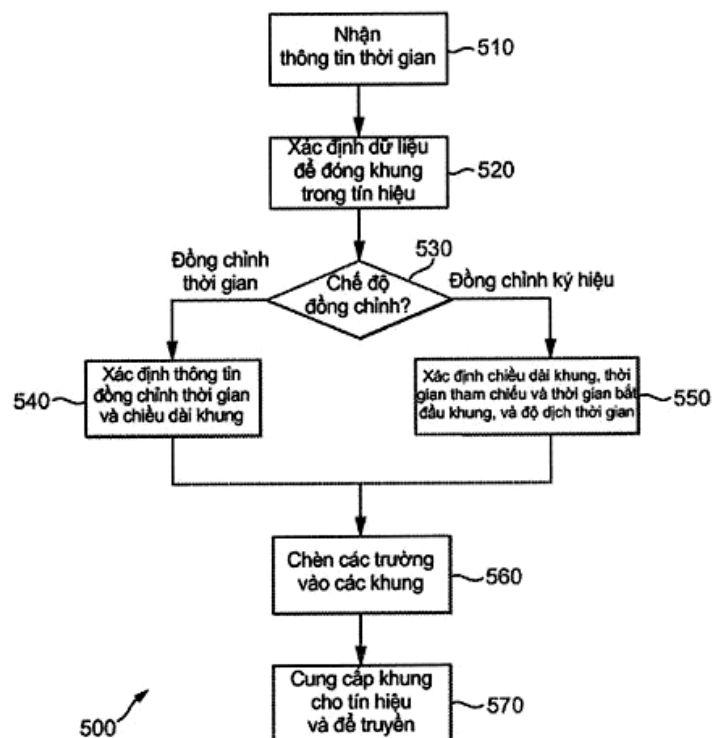 Nhận
thông tin thời gian
510
Xác định dữ liệu
để đóng khung
trong tín hiệu
520
530
Đồng chỉnh
thời gian
Chế độ
đồng chỉnh?
Đồng chỉnh ký hiệu
540
Xác định thông tin
đồng chỉnh thời gian
và chiều dài khung
Xác định chiều dài khung, thời
gian tham chiếu và thời gian bắt
đầu khung, và độ dịch thời gian
550
Chèn các trường
vào các khung
560
Cung cấp khung
cho tín hiệu
và để truyền
570
500